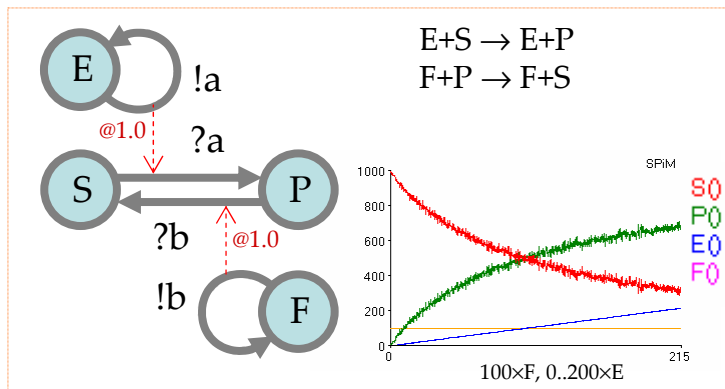 E
!a
@1.0
?a
S
P
?b
@1.0
!b
F
E+S → E+P
F+P → F+S
SPiM
1000
800
600
400
200
0
0
215
S()
P()
E()
F()
100×F, 0..200×E